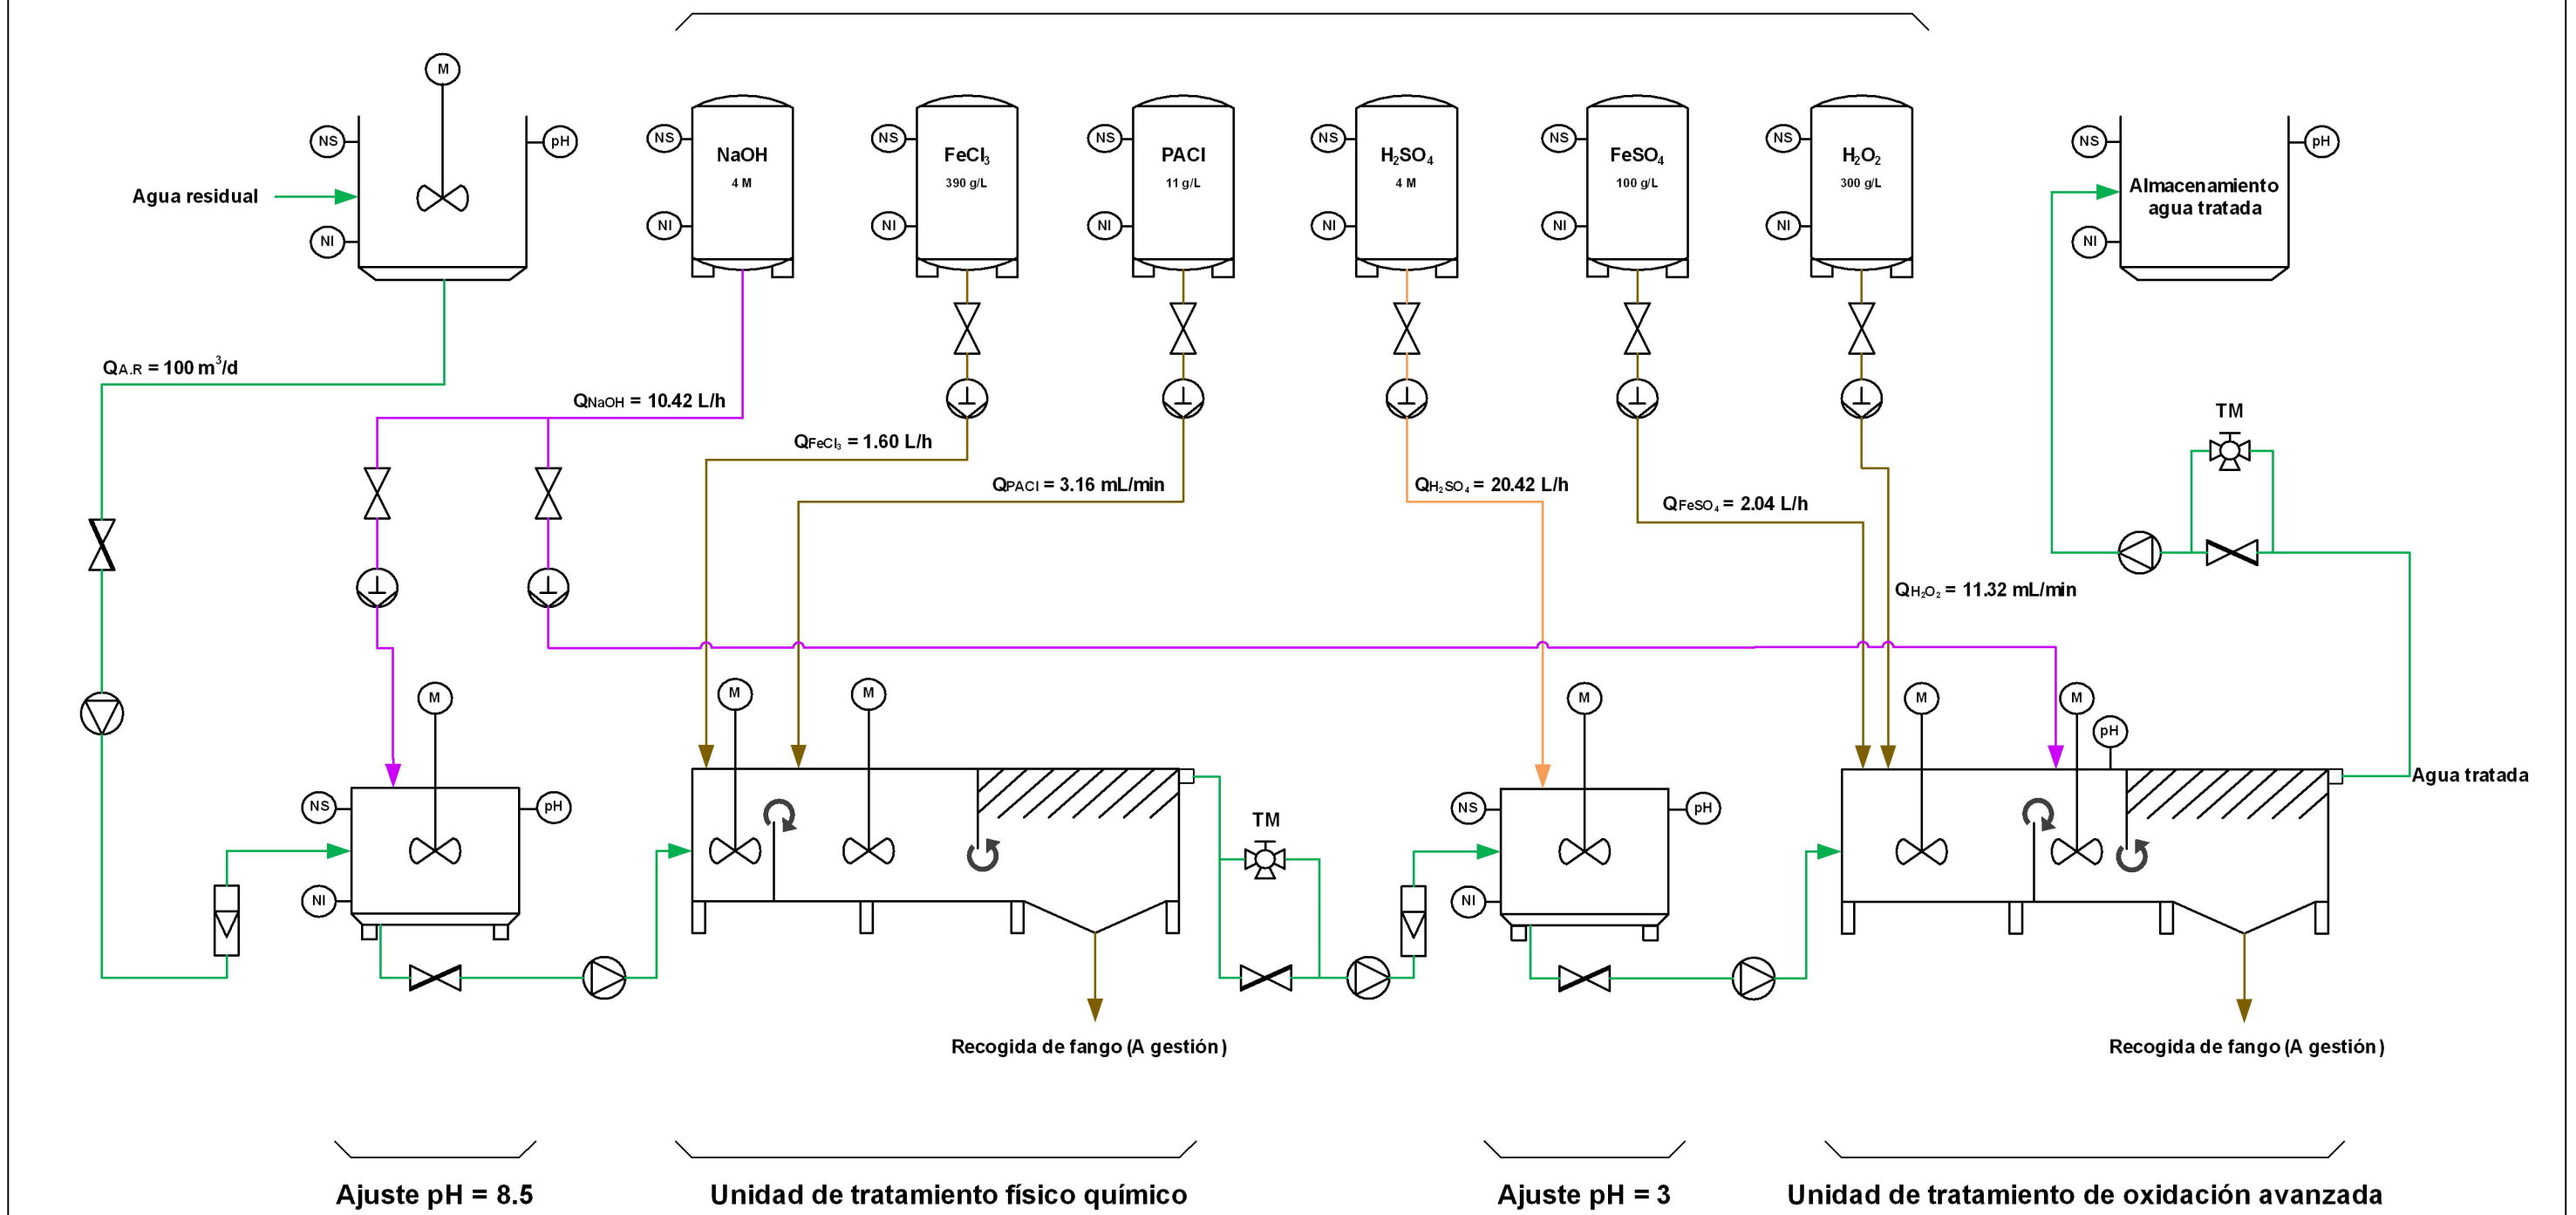 M
M
NS
pH
NI
Agua residual
NS
NI
NaOH
4 M
NS
NI
FeCl₃
390 g/L
NS
NI
PACl
11 g/L
NS
NI
H₂SO₄
4 M
NS
NI
FeSO₄
100 g/L
NS
NI
H₂O₂
300 g/L
NS
pH
NI
Almacenamiento
agua tratada
QA.R = 100 m³/d
QNaOH = 10.42 L/h
QFeCl₃ = 1.60 L/h
QPACl = 3.16 mL/min
QH₂SO₄ = 20.42 L/h
QFeSO₄ = 2.04 L/h
QH₂O₂ = 11.32 mL/min
TM
M
M
M
M
M
pH
NS
pH
NI
TM
NS
pH
NI
Agua tratada
Recogida de fango (A gestión)
Recogida de fango (A gestión)
Ajuste pH = 8.5
Unidad de tratamiento físico químico
Ajuste pH = 3
Unidad de tratamiento de oxidación avanzada